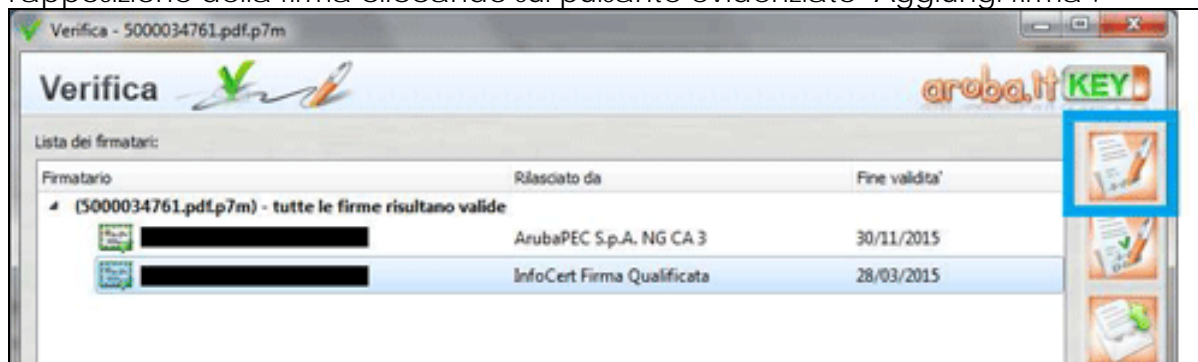 l'apposizione della firma cliccando sul pulsante evidenziato "Aggiungi firma":
Verifica - 5000034761.pdf.p7m
Verifica
aruba.it KEY
Lista dei firmatari:
Firmatario Rilasciato da Fine validita'
(5000034761.pdf.p7m) - tutte le firme risultano valide
ArubaPEC S.p.A. NG CA 3 30/11/2015
InfoCert Firma Qualificata 28/03/2015